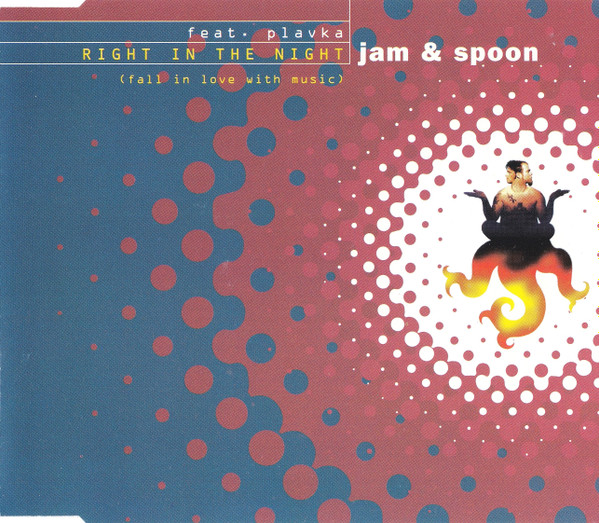 feat. plavka
RIGHT IN THE NIGHT
jam & spoon
(fall in love with music)